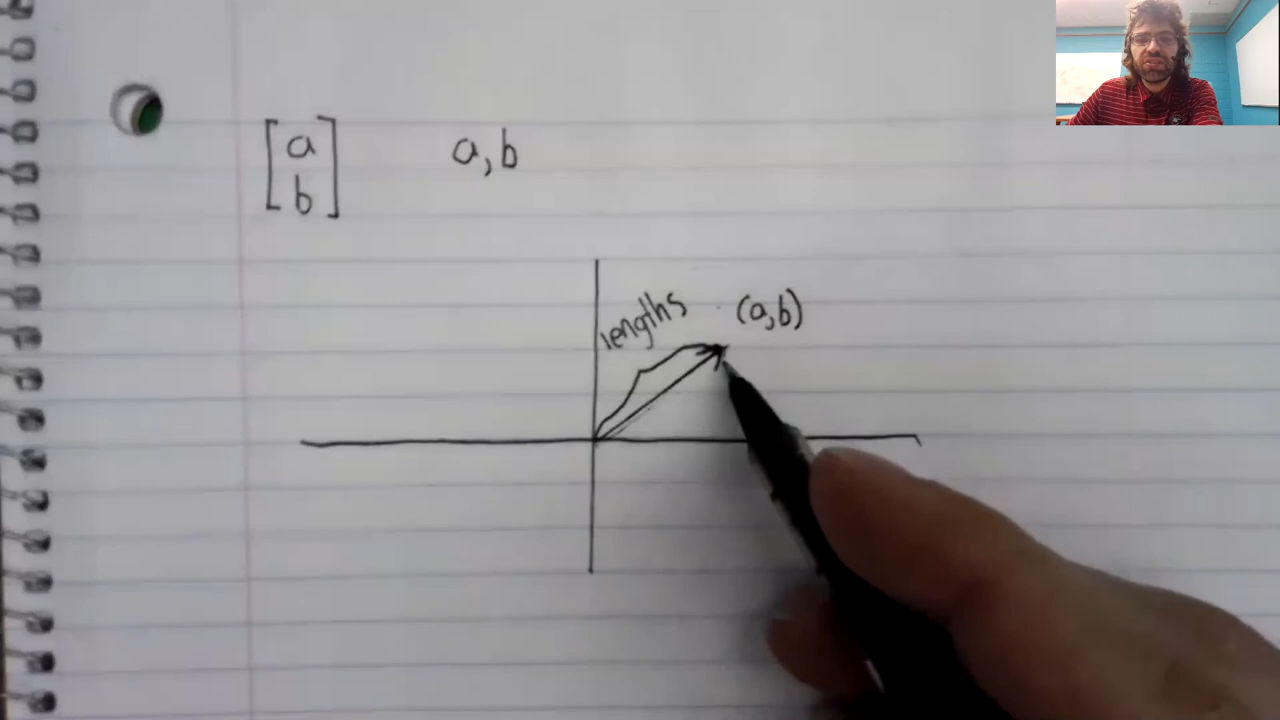 [a
b]
a,b
lengths
(a,b)